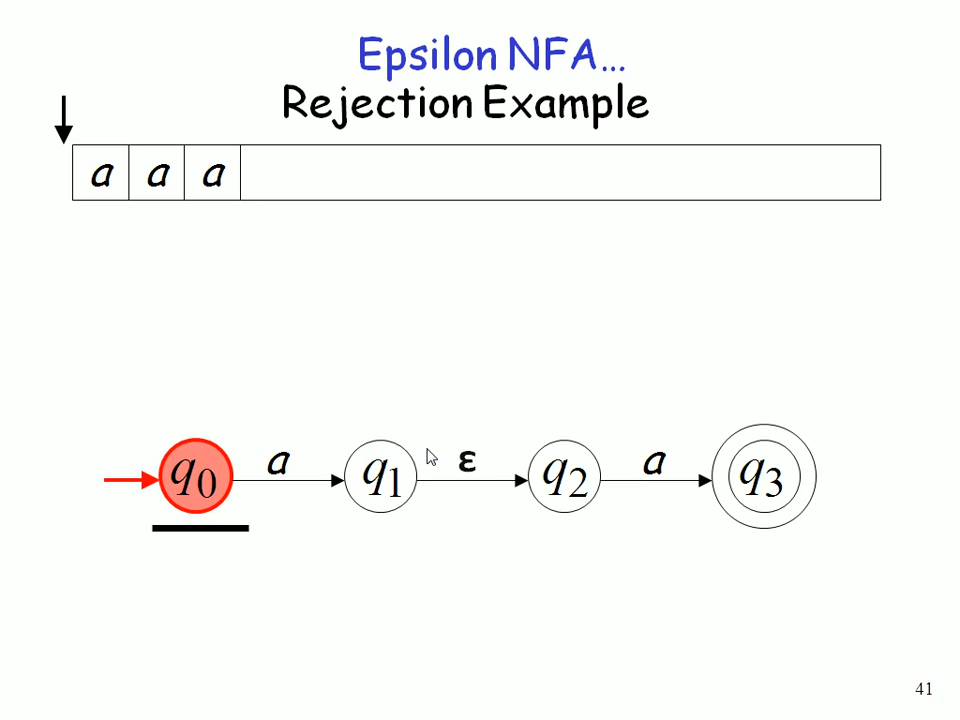 Epsilon NFA...
Rejection Example
a a a
a ε a
q0 q1 q2 q3
41